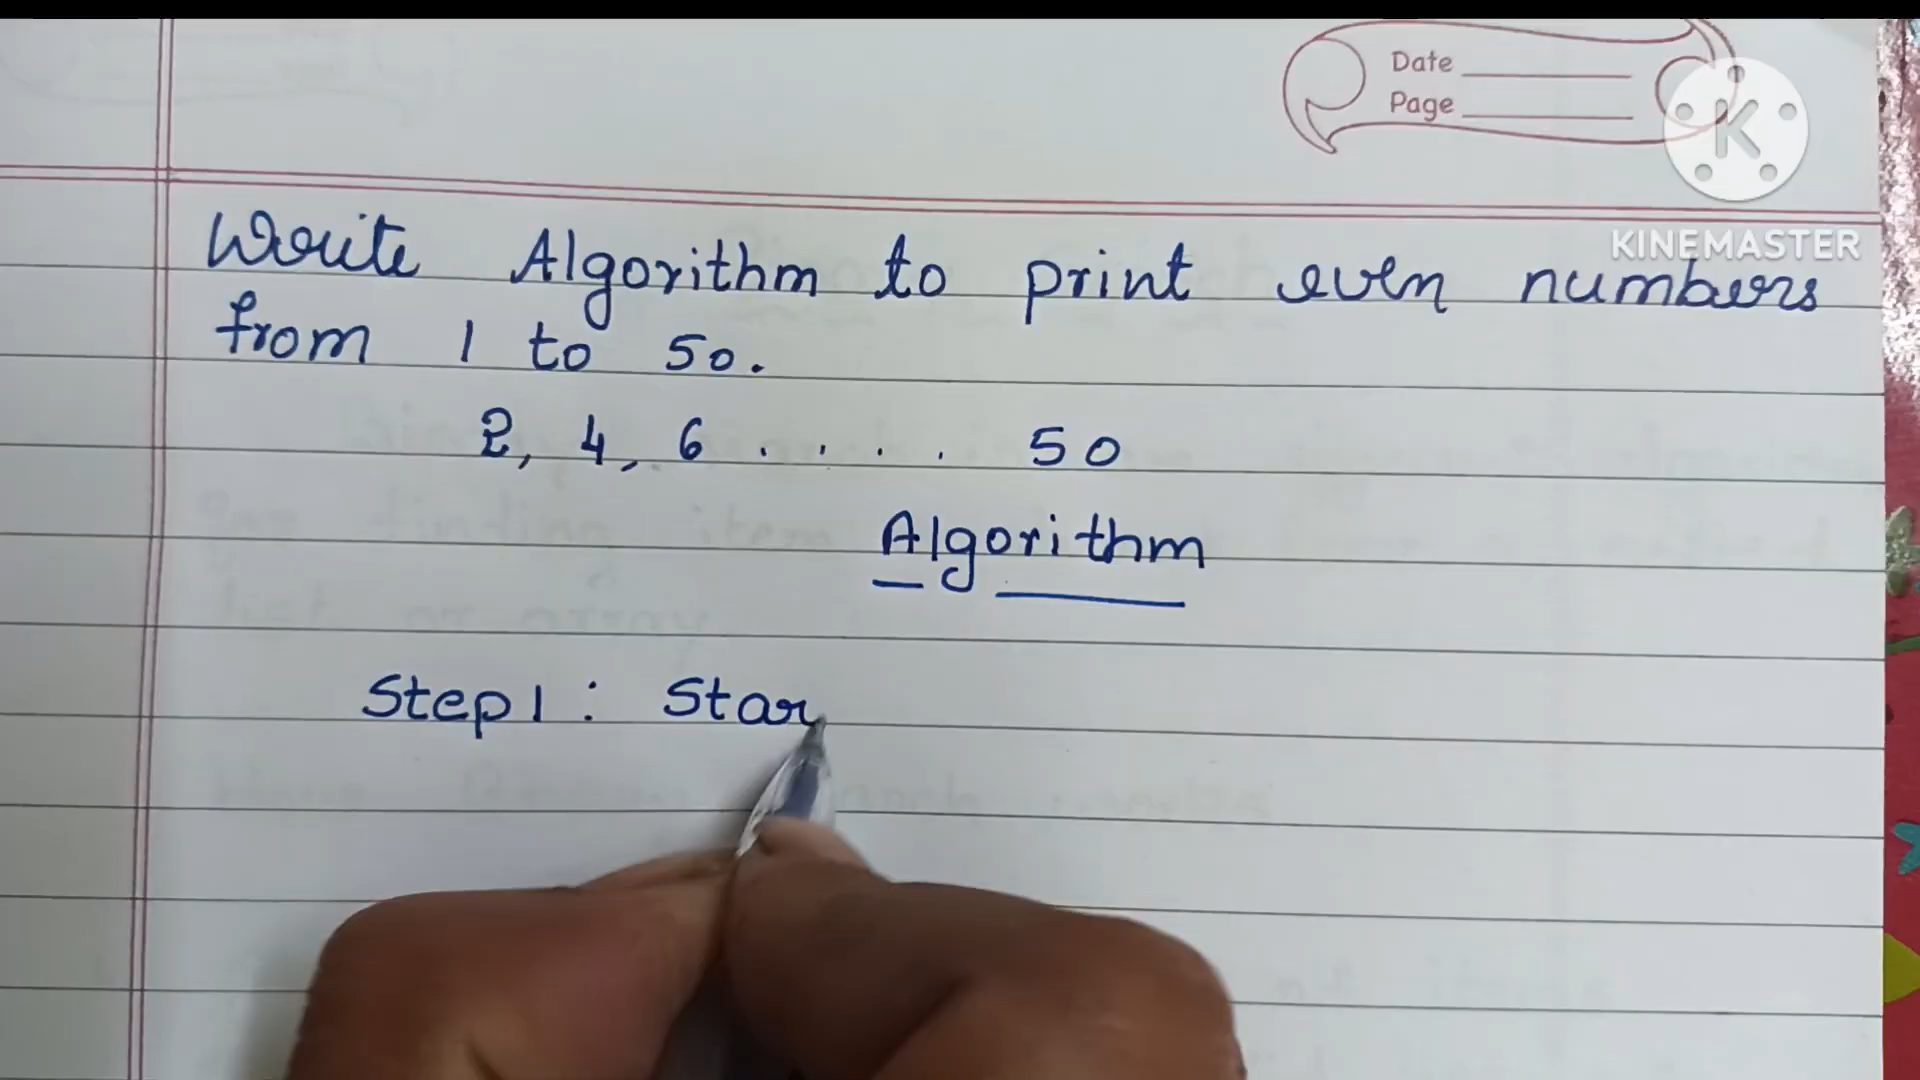 Date
Page
K
KINEMASTER
Write Algorithm to print even numbers
from 1 to 50.
2, 4, 6 . . . . 50
Algorithm
Step1 : Star